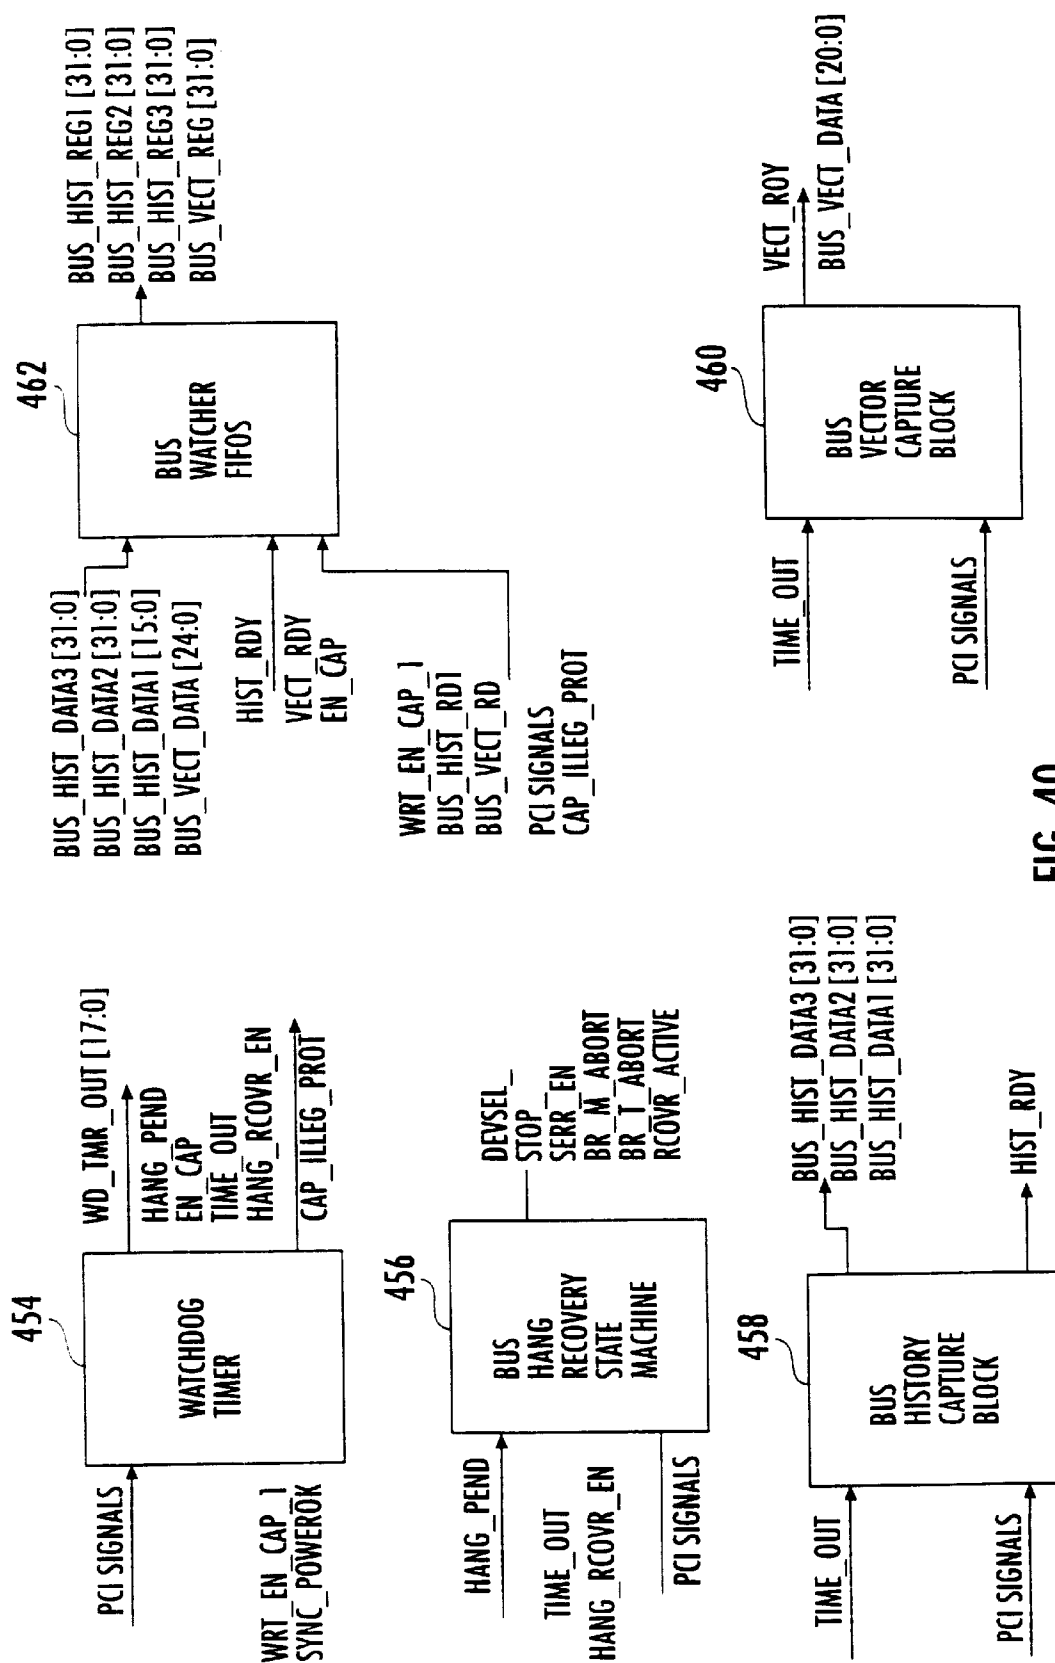 454
PCI SIGNALS
WRT_EN_CAP_1
SYNC_POWEROK
WATCHDOG
TIMER
WD_TMR_OUT [17:0]
HANG_PEND
EN_CAP
TIME_OUT
HANG_RCOVR_EN
CAP_ILLEG_PROT
456
HANG_PEND
TIME_OUT
HANG_RCOVR_EN
PCI SIGNALS
BUS
HANG
RECOVERY
STATE
MACHINE
DEVSEL_
STOP_
SERR_EN
BR_M_ABORT
BR_T_ABORT
RCOVR_ACTIVE
458
TIME_OUT
PCI SIGNALS
BUS
HISTORY
CAPTURE
BLOCK
BUS_HIST_DATA3 [31:0]
BUS_HIST_DATA2 [31:0]
BUS_HIST_DATA1 [31:0]
HIST_RDY
462
BUS_HIST_DATA3 [31:0]
BUS_HIST_DATA2 [31:0]
BUS_HIST_DATA1 [15:0]
BUS_VECT_DATA [24:0]
HIST_RDY
VECT_RDY
EN_CAP
WRT_EN_CAP_1
BUS_HIST_RD1
BUS_VECT_RD
PCI SIGNALS
CAP_ILLEG_PROT
BUS
WATCHER
FIFOS
BUS_HIST_REG1 [31:0]
BUS_HIST_REG2 [31:0]
BUS_HIST_REG3 [31:0]
BUS_VECT_REG [31:0]
460
TIME_OUT
PCI SIGNALS
BUS
VECTOR
CAPTURE
BLOCK
VECT_ROY
BUS_VECT_DATA [20:0]
FIG. 40